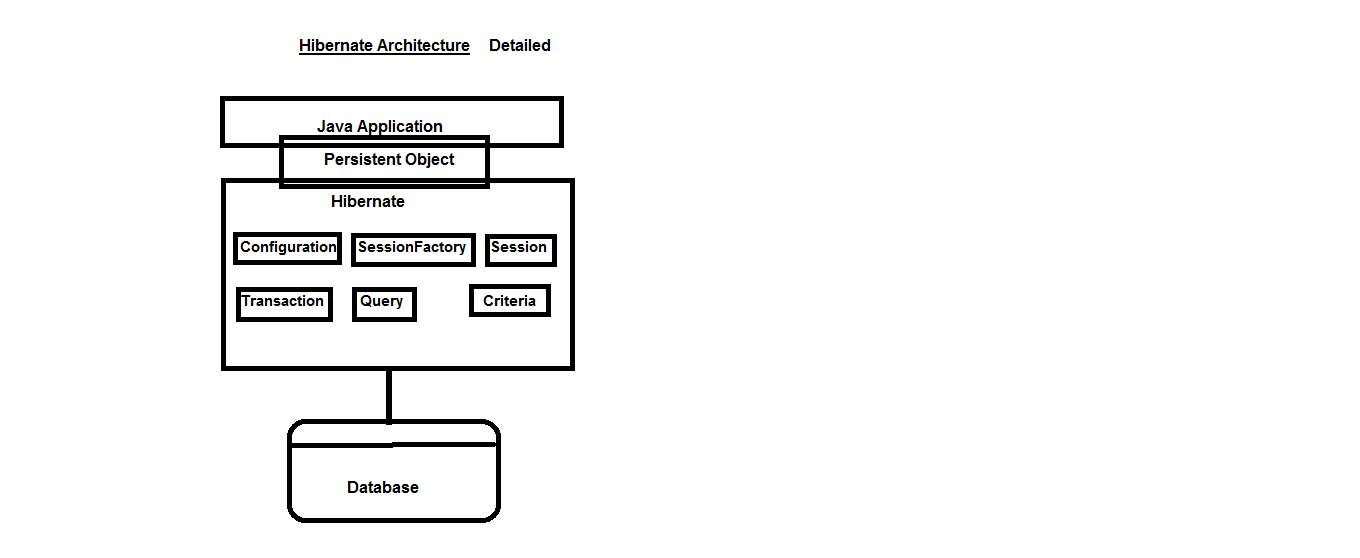 Hibernate Architecture Detailed
Java Application
Persistent Object
Hibernate
Configuration SessionFactory Session
Transaction Query Criteria
Database